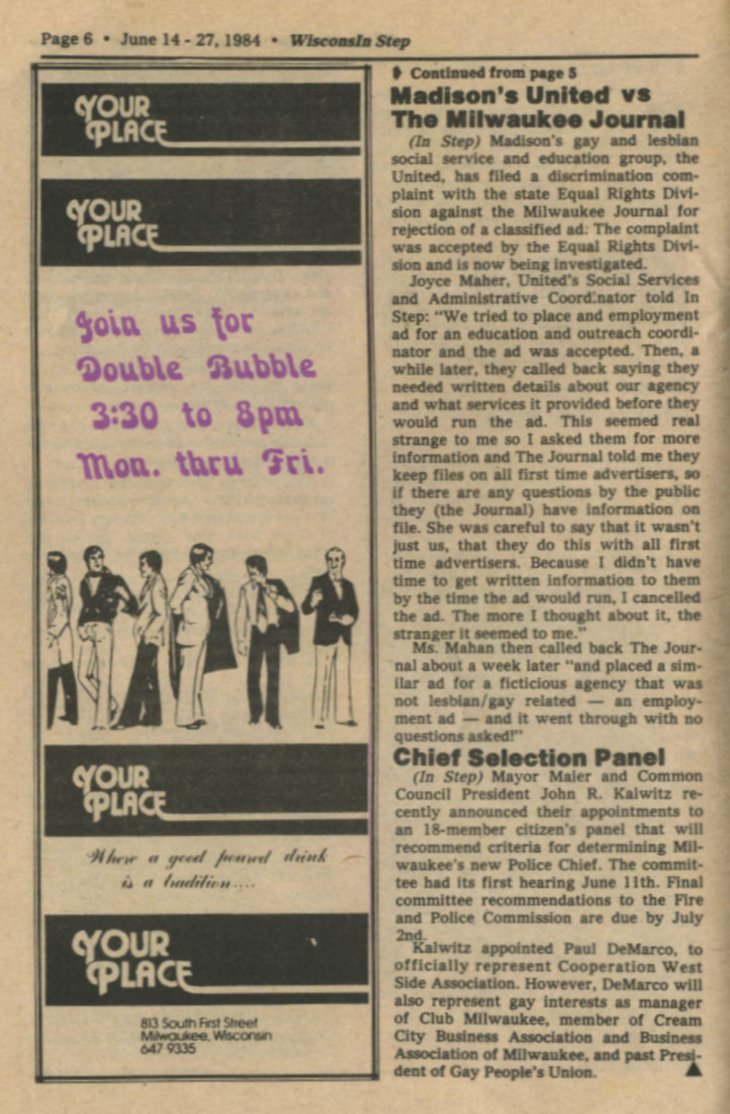 Page 6 • June 14 - 27, 1984 • WisconsIn Step
YOUR
PLACE
YOUR
PLACE
Join us for
Double Bubble
3:30 to 8pm
Mon. thru Fri.
YOUR
PLACE
Where a good poured drink
is a tradition....
YOUR
PLACE
813 South First Street
Milwaukee, Wisconsin
647 9335
Continued from page 5
Madison's United vs
The Milwaukee Journal
(In Step) Madison's gay and lesbian
social service and education group, the
United, has filed a discrimination com-
plaint with the state Equal Rights Divi-
sion against the Milwaukee Journal for
rejection of a classified ad. The complaint
was accepted by the Equal Rights Divi-
sion and is now being investigated.
Joyce Maher, United's Social Services
and Administrative Coordinator told In
Step: "We tried to place and employment
ad for an education and outreach coordi-
nator and the ad was accepted. Then, a
while later, they called back saying they
needed written details about our agency
and what services it provided before they
would run the ad. This seemed real
strange to me so I asked them for more
information and The Journal told me they
keep files on all first time advertisers, so
if there are any questions by the public
they (the Journal) have information on
file. She was careful to say that it wasn't
just us, that they do this with all first
time advertisers. Because I didn't have
time to get written information to them
by the time the ad would run, I cancelled
the ad. The more I thought about it, the
stranger it seemed to me."
Ms. Mahan then called back The Jour-
nal about a week later "and placed a sim-
ilar ad for a ficticious agency that was
not lesbian/gay related — an employ-
ment ad — and it went through with no
questions asked!"
Chief Selection Panel
(In Step) Mayor Maier and Common
Council President John R. Kalwitz re-
cently announced their appointments to
an 18-member citizen's panel that will
recommend criteria for determining Mil-
waukee's new Police Chief. The commit-
tee had its first hearing June 11th. Final
committee recommendations to the Fire
and Police Commission are due by July
2nd.
Kalwitz appointed Paul DeMarco, to
officially represent Cooperation West
Side Association. However, DeMarco will
also represent gay interests as manager
of Club Milwaukee, member of Cream
City Business Association and Business
Association of Milwaukee, and past Presi-
dent of Gay People's Union.